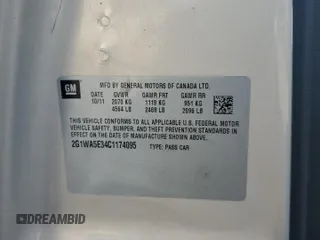 GM
MFD BY GENERAL MOTORS OF CANADA LTD.
DATE GVWR GAWR FRT GAWR RR
10/11 2070 KG 1119 KG 951 KG
4564 LB 2468 LB 2096 LB
THIS VEHICLE CONFORMS TO ALL APPLICABLE U.S. FEDERAL MOTOR
VEHICLE SAFETY, BUMPER, AND THEFT PREVENTION STANDARDS IN
EFFECT ON THE DATE OF MANUFACTURE SHOWN ABOVE.
2G1WA5E34C1174095 TYPE: PASS CAR
DREAMBID